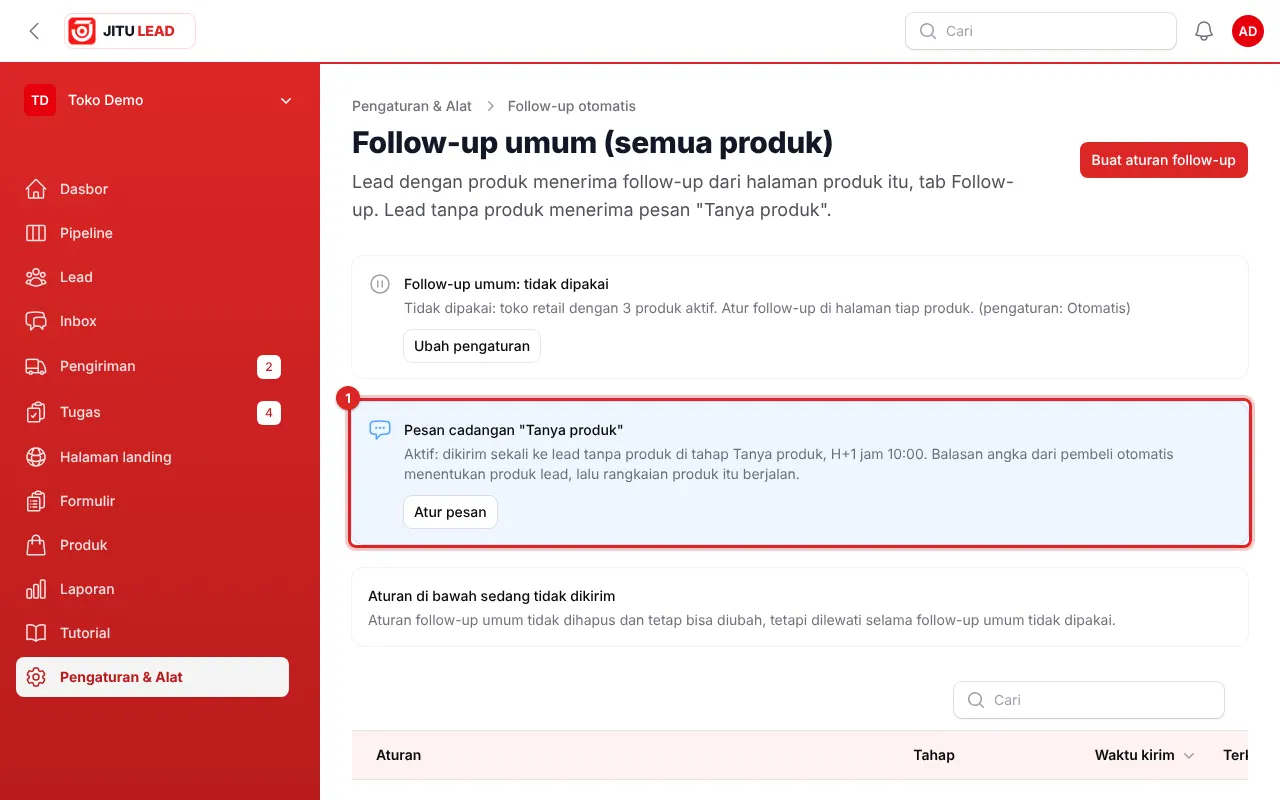 JITU LEAD
Cari
AD
TD
Toko Demo
Dasbor
Pipeline
Lead
Inbox
Pengiriman
2
Tugas
4
Halaman landing
Formulir
Produk
Laporan
Tutorial
Pengaturan & Alat
Pengaturan & Alat
Follow-up otomatis
Follow-up umum (semua produk)
Buat aturan follow-up
Lead dengan produk menerima follow-up dari halaman produk itu, tab Follow-
up. Lead tanpa produk menerima pesan "Tanya produk".
Follow-up umum: tidak dipakai
Tidak dipakai: toko retail dengan 3 produk aktif. Atur follow-up di halaman tiap produk. (pengaturan: Otomatis)
Ubah pengaturan
1
Pesan cadangan "Tanya produk"
Aktif: dikirim sekali ke lead tanpa produk di tahap Tanya produk, H+1 jam 10:00. Balasan angka dari pembeli otomatis
menentukan produk lead, lalu rangkaian produk itu berjalan.
Atur pesan
Aturan di bawah sedang tidak dikirim
Aturan follow-up umum tidak dihapus dan tetap bisa diubah, tetapi dilewati selama follow-up umum tidak dipakai.
Cari
Aturan
Tahap
Waktu kirim